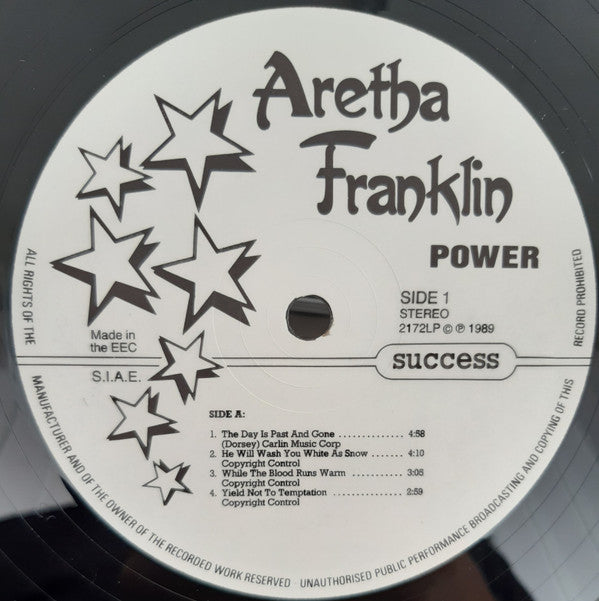 Aretha
Franklin
POWER
SIDE 1
STEREO
2172LP © ℗ 1989
Made in
the EEC
S.I.A.E.
success
SIDE A:
1. The Day Is Past And Gone .............. 4:58
(Dorsey) Carlin Music Corp
2. He Will Wash You White As Snow ........ 4:10
Copyright Control
3. While The Blood Runs Warm ............. 3:05
Copyright Control
4. Yield Not To Temptation ............... 2:59
Copyright Control
ALL RIGHTS OF THE MANUFACTURER AND OF THE OWNER OF THE RECORDED WORK RESERVED · UNAUTHORISED PUBLIC PERFORMANCE BROADCASTING AND COPYING OF THIS RECORD PROHIBITED